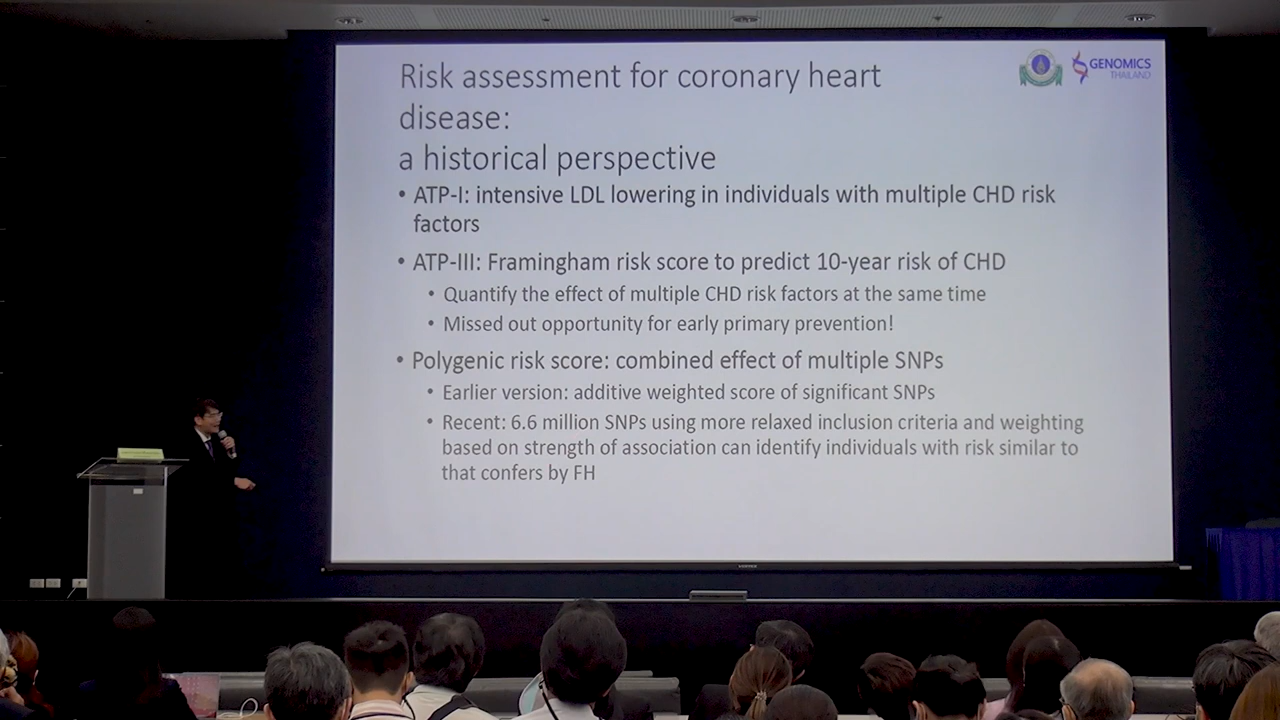 Risk assessment for coronary heart
disease:
a historical perspective
GENOMICS
THAILAND
• ATP-I: intensive LDL lowering in individuals with multiple CHD risk
factors
• ATP-III: Framingham risk score to predict 10-year risk of CHD
• Quantify the effect of multiple CHD risk factors at the same time
• Missed out opportunity for early primary prevention!
• Polygenic risk score: combined effect of multiple SNPs
• Earlier version: additive weighted score of significant SNPs
• Recent: 6.6 million SNPs using more relaxed inclusion criteria and weighting
based on strength of association can identify individuals with risk similar to
that confers by FH